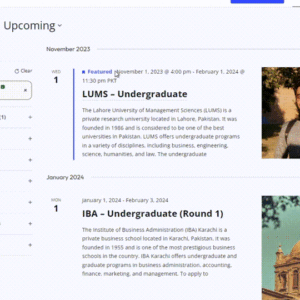 Upcoming
November 2023
Clear
WED
1
Featured November 1, 2023 @ 4:00 pm - February 1, 2024 @
11:30 pm PKT
LUMS – Undergraduate
The Lahore University of Management Sciences (LUMS) is a
private research university located in Lahore, Pakistan. It was
founded in 1986 and is considered to be one of the best
universities in Pakistan. LUMS offers undergraduate programs
in a variety of disciplines, including business, engineering,
science, humanities, and law. The undergraduate
January 2024
MON
1
January 1, 2024 - February 3, 2024
IBA – Undergraduate (Round 1)
The Institute of Business Administration (IBA) Karachi is a
private business school located in Karachi, Pakistan. It was
founded in 1955 and is one of the most prestigious business
schools in the country. IBA Karachi offers undergraduate and
graduate programs in business administration, accounting,
finance, marketing, and management. To apply to